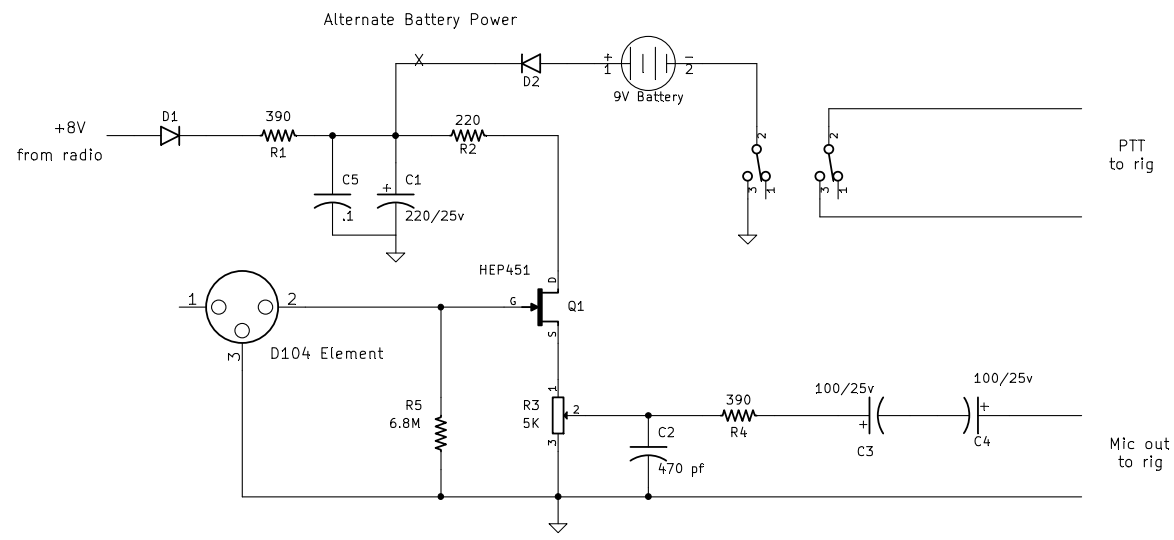 Alternate Battery Power
X
+ 1
- 2
D2
9V Battery
+8V
from radio
D1
390
R1
220
R2
2
3
1
2
3
1
PTT
to rig
C5
.1
+
C1
220/25v
HEP451
D
G
S
Q1
1
2
3
D104 Element
R5
6.8M
R3
5K
1
2
3
C2
470 pf
390
R4
100/25v
+
C3
100/25v
+
C4
Mic out
to rig